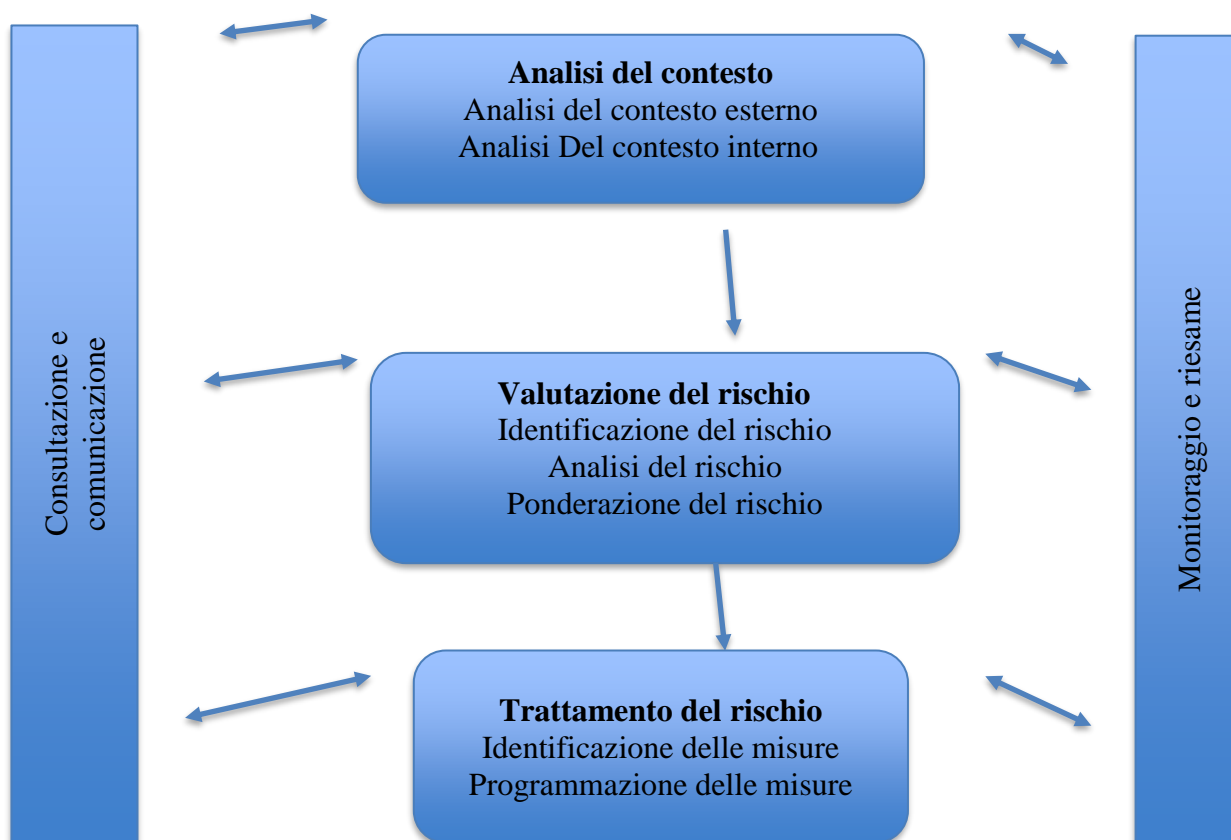 Analisi del contesto
Analisi del contesto esterno
Analisi Del contesto interno
Consultazione e
comunicazione
Valutazione del rischio
Identificazione del rischio
Analisi del rischio
Ponderazione del rischio
Monitoraggio e riesame
Trattamento del rischio
Identificazione delle misure
Programmazione delle misure